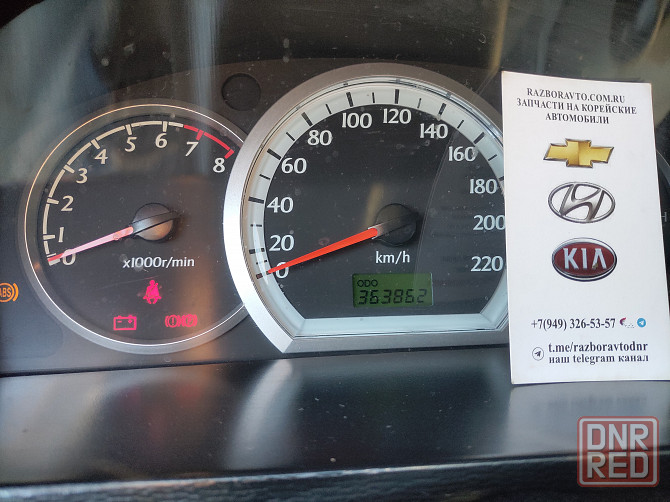 RAZBORAVTO.COM.RU
ЗАПЧАСТИ НА КОРЕЙСКИЕ
АВТОМОБИЛИ
KIA
+7(949) 326-53-57
t.me/razboravtodnr
наш telegram канал
0 1 2 3 4 5 6 7 8
x1000r/min
0 20 40 60 80 100 120 140 160 180 200 220
km/h
ODO
363862
ABS
DNR
RED